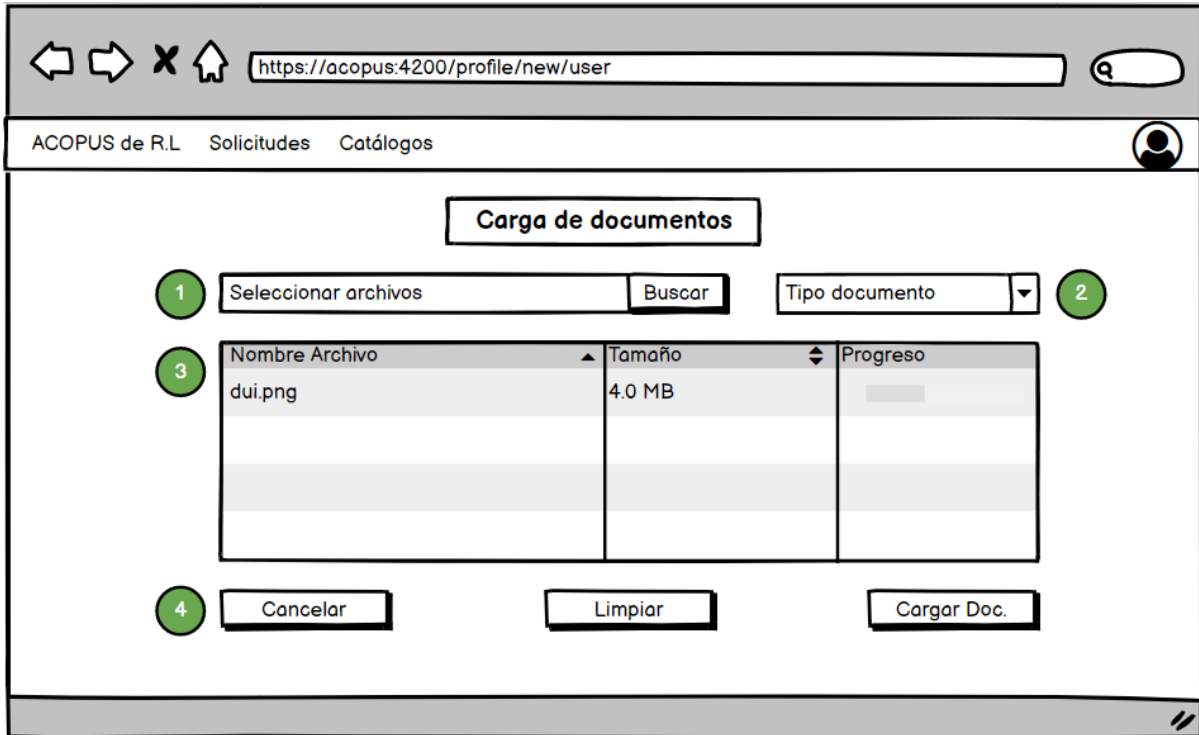 https://acopus:4200/profile/new/user
ACOPUS de R.L Solicitudes Catálogos
Carga de documentos
1 Seleccionar archivos Buscar Tipo documento 2
3 Nombre Archivo Tamaño Progreso
dui.png 4.0 MB
4 Cancelar Limpiar Cargar Doc.